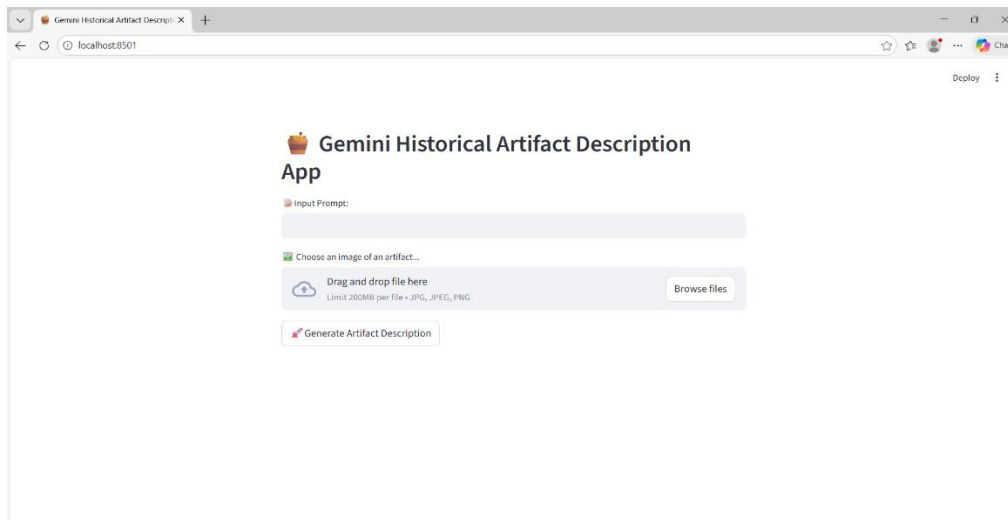 Gemini Historical Artifact Descripti
localhost:8501
Cha
Deploy
Gemini Historical Artifact Description
App
Input Prompt:
Choose an image of an artifact...
Drag and drop file here
Limit 200MB per file • JPG, JPEG, PNG
Browse files
Generate Artifact Description